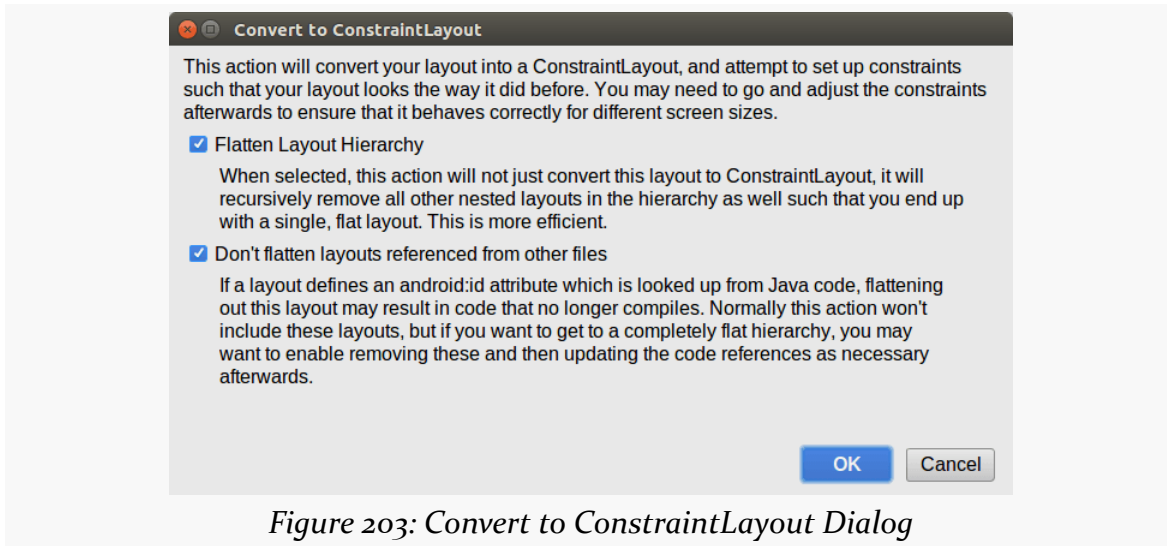 Convert to ConstraintLayout
This action will convert your layout into a ConstraintLayout, and attempt to set up constraints
such that your layout looks the way it did before. You may need to go and adjust the constraints
afterwards to ensure that it behaves correctly for different screen sizes.
Flatten Layout Hierarchy
When selected, this action will not just convert this layout to ConstraintLayout, it will
recursively remove all other nested layouts in the hierarchy as well such that you end up
with a single, flat layout. This is more efficient.
Don't flatten layouts referenced from other files
If a layout defines an android:id attribute which is looked up from Java code, flattening
out this layout may result in code that no longer compiles. Normally this action won't
include these layouts, but if you want to get to a completely flat hierarchy, you may
want to enable removing these and then updating the code references as necessary
afterwards.
OK Cancel
Figure 203: Convert to ConstraintLayout Dialog